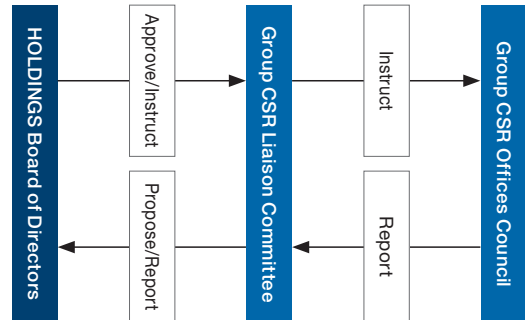 HOLDINGS Board of Directors
Approve/Instruct
Propose/Report
Group CSR Liaison Committee
Instruct
Report
Group CSR Offices Council